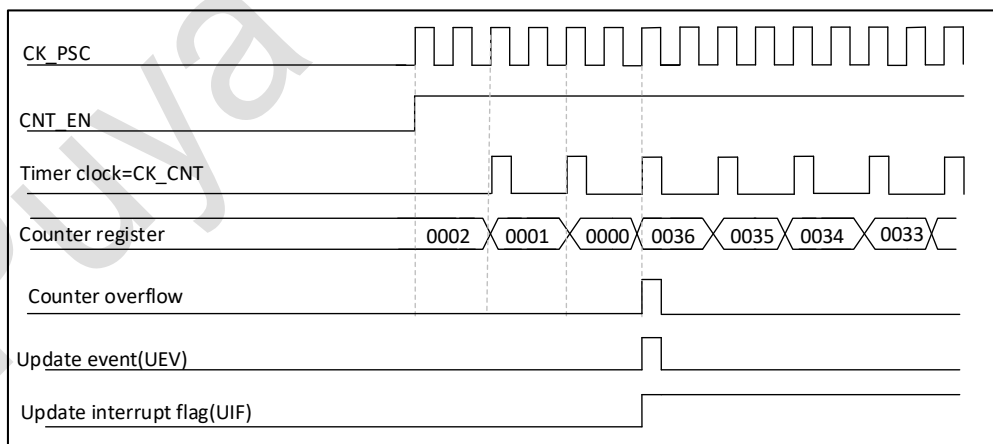 CK_PSC
CNT_EN
Timer clock=CK_CNT
Counter register
0002 0001 0000 0036 0035 0034 0033
Counter overflow
Update event(UEV)
Update interrupt flag(UIF)